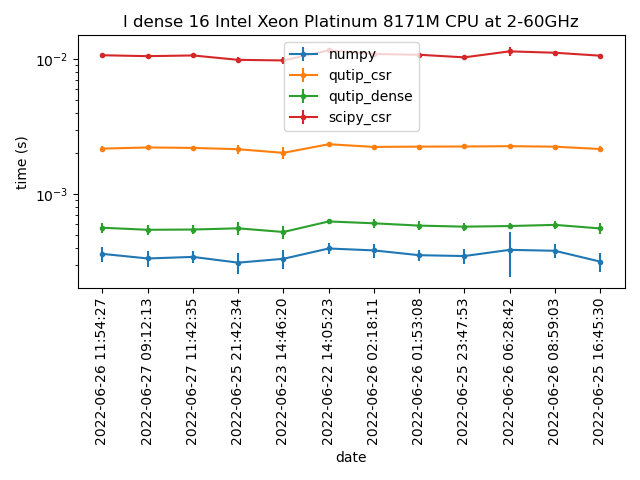 l dense 16 Intel Xeon Platinum 8171M CPU at 2-60GHz
time (s)
10⁻²
10⁻³
numpy
qutip_csr
qutip_dense
scipy_csr
2022-06-26 11:54:27
2022-06-27 09:12:13
2022-06-27 11:42:35
2022-06-25 21:42:34
2022-06-23 14:46:20
2022-06-22 14:05:23
2022-06-26 02:18:11
2022-06-26 01:53:08
2022-06-25 23:47:53
2022-06-26 06:28:42
2022-06-26 08:59:03
2022-06-25 16:45:30
date